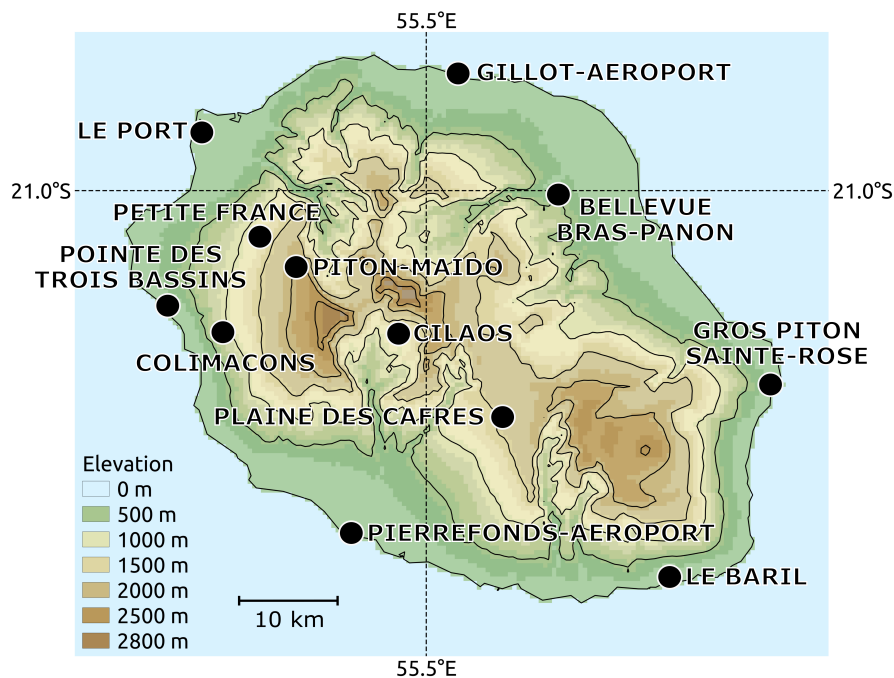 55.5°E
GILLOT-AEROPORT
LE PORT
21.0°S
21.0°S
PETITE FRANCE
BELLEVUE
BRAS-PANON
POINTE DES
TROIS BASSINS
PITON-MAIDO
COLIMACONS
CILAOS
GROS PITON
SAINTE-ROSE
PLAINE DES CAFRES
Elevation
0 m
500 m
1000 m
1500 m
2000 m
2500 m
2800 m
PIERREFONDS-AEROPORT
LE BARIL
10 km
55.5°E